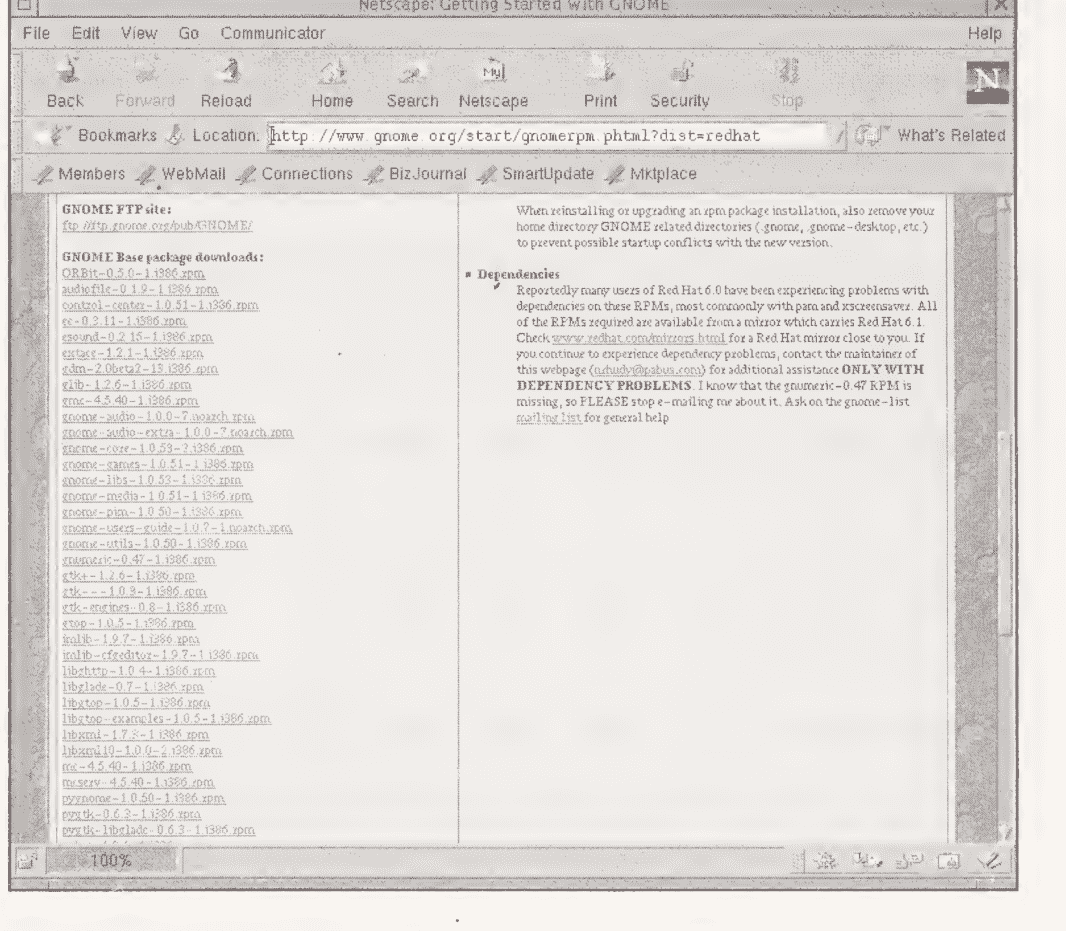 Netscape: Getting Started with GNOME
File Edit View Go Communicator Help
Back Forward Reload Home Search Netscape Print Security Stop
My
N
Bookmarks Location: http://www.gnome.org/start/gnomerpm.phtml?dist=redhat What's Related
Members WebMail Connections BizJournal SmartUpdate Mktplace
GNOME FTP site:
ftp://ftp.gnome.org/pub/GNOME/
GNOME Base package downloads:
ORBit-0.5.0-1.i386.rpm
audiofile-0.1.9-1.i386.rpm
control-center-1.0.51-1.i386.rpm
ee-0.3.11-1.i386.rpm
esound-0.2.15-1.i386.rpm
extace-1.2.1-1.i386.rpm
gdm-2.0beta2-13.i386.rpm
glib-1.2.6-1.i386.rpm
gmc-4.5.40-1.i386.rpm
gnome-audio-1.0.0-7.noarch.rpm
gnome-audio-extra-1.0.0-7.noarch.rpm
gnome-core-1.0.53-2.i386.rpm
gnome-games-1.0.51-1.i386.rpm
gnome-libs-1.0.53-1.i386.rpm
gnome-media-1.0.51-1.i386.rpm
gnome-pim-1.0.50-1.i386.rpm
gnome-users-guide-1.0.7-1.noarch.rpm
gnome-utils-1.0.50-1.i386.rpm
gnumeric-0.47-1.i386.rpm
gtk+-1.2.6-1.i386.rpm
gtk---1.0.3-1.i386.rpm
gtk-engines-0.8-1.i386.rpm
gtop-1.0.5-1.i386.rpm
imlib-1.9.7-1.i386.rpm
imlib-cfgeditor-1.9.7-1.i386.rpm
libghttp-1.0.4-1.i386.rpm
libglade-0.7-1.i386.rpm
libgtop-1.0.5-1.i386.rpm
libgtop-examples-1.0.5-1.i386.rpm
libxml-1.7.3-1.i386.rpm
libxml10-1.0.0-2.i386.rpm
mc-4.5.40-1.i386.rpm
mcserv-4.5.40-1.i386.rpm
pygnome-1.0.50-1.i386.rpm
pygtk-0.6.3-1.i386.rpm
pygtk-libglade-0.6.3-1.i386.rpm
When reinstalling or upgrading an rpm package installation, also remove your
home directory GNOME related directories (.gnome, .gnome-desktop, etc.)
to prevent possible startup conflicts with the new version.
Dependencies
Reportedly many users of Red Hat 6.0 have been experiencing problems with
dependencies on these RPMs, most commonly with pam and xscreensaver. All
of the RPMs required are available from a mirror which carries Red Hat 6.1.
Check www.redhat.com/mirrors.html for a Red Hat mirror close to you. If
you continue to experience dependency problems, contact the maintainer of
this webpage (nrhudy@pabus.com) for additional assistance ONLY WITH
DEPENDENCY PROBLEMS. I know that the gnumeric-0.47 RPM is
missing, so PLEASE stop e-mailing me about it. Ask on the gnome-list
mailing list for general help
100%